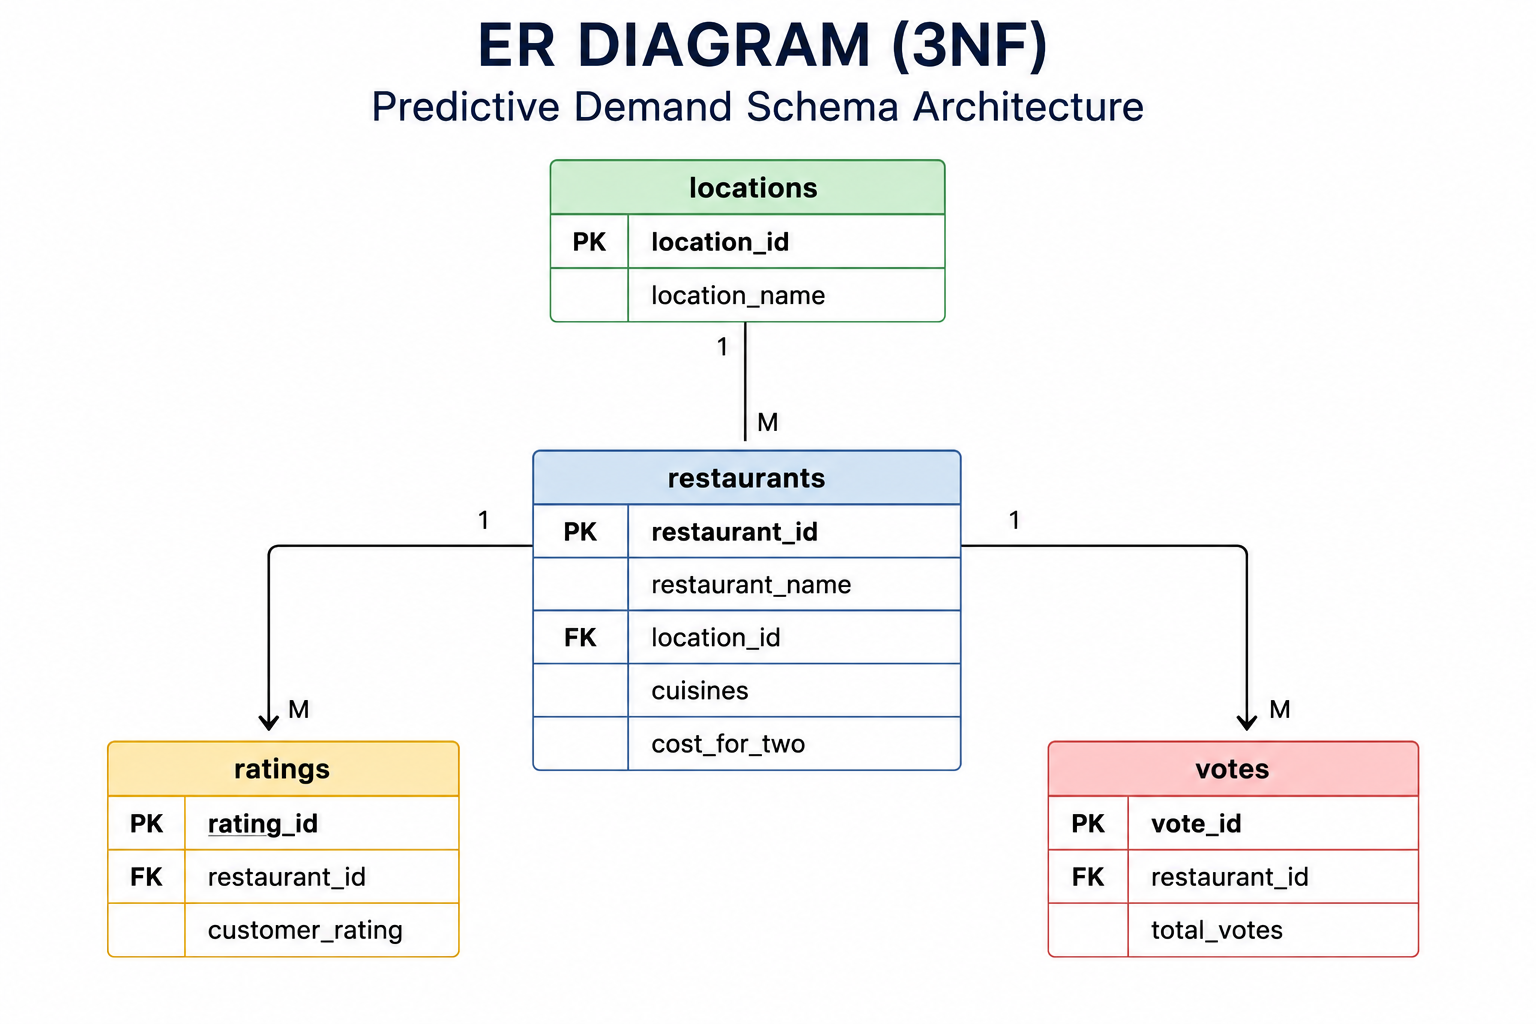 ER DIAGRAM (3NF)
Predictive Demand Schema Architecture
locations
PK location_id
location_name
1
M
restaurants
PK restaurant_id
restaurant_name
FK location_id
cuisines
cost_for_two
1
M
1
M
ratings
PK rating_id
FK restaurant_id
customer_rating
votes
PK vote_id
FK restaurant_id
total_votes